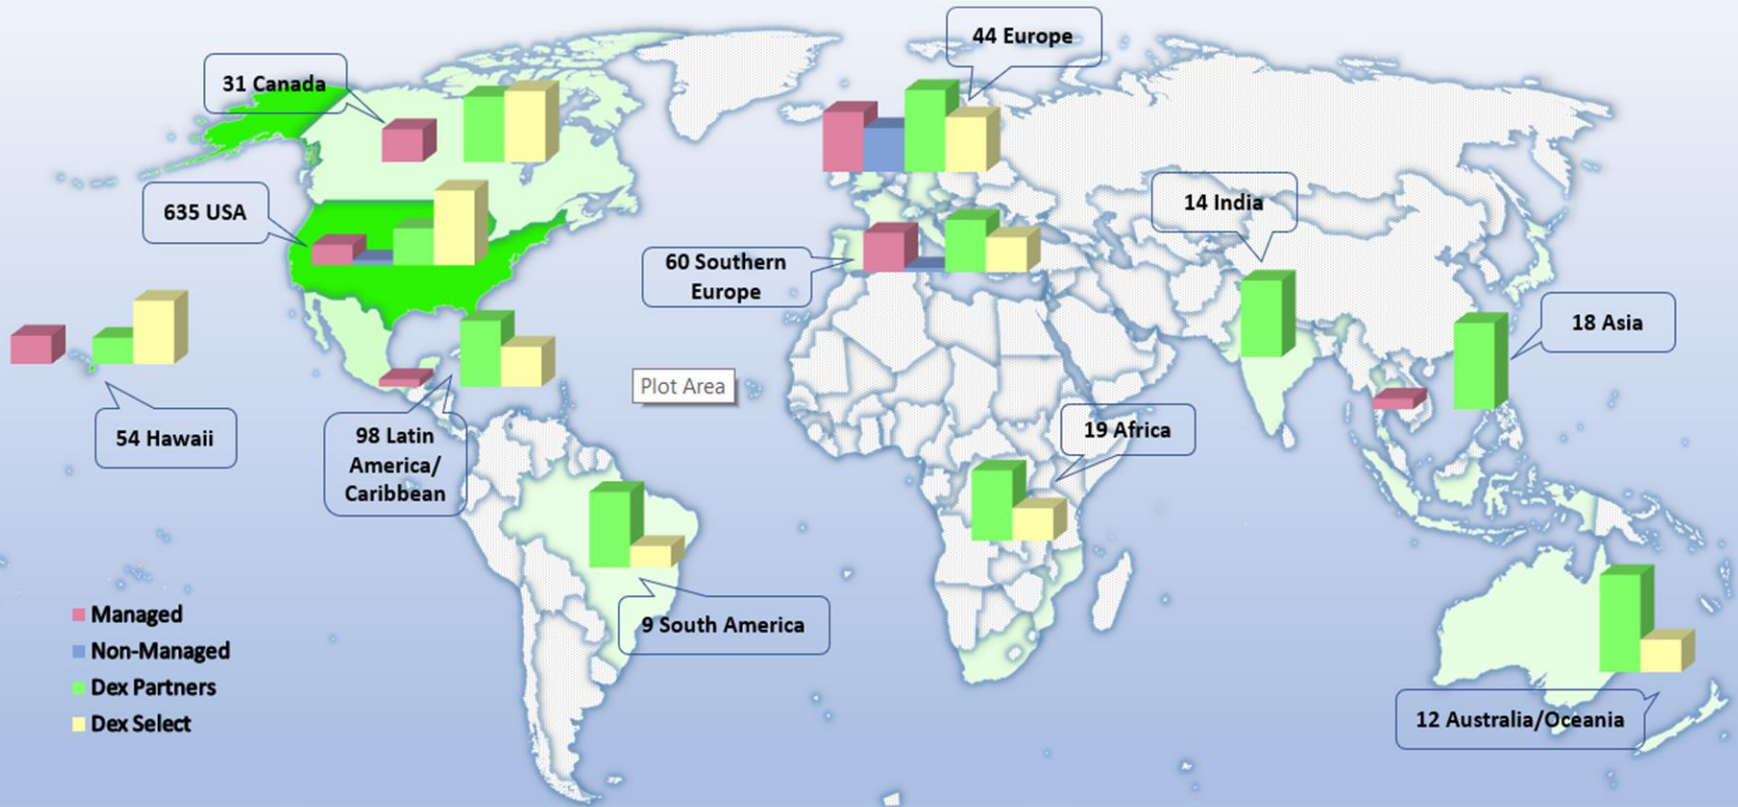 44 Europe
31 Canada
635 USA
14 India
60 Southern
Europe
18 Asia
Plot Area
54 Hawaii
98 Latin
America/
Caribbean
19 Africa
9 South America
12 Australia/Oceania
Managed
Non-Managed
Dex Partners
Dex Select